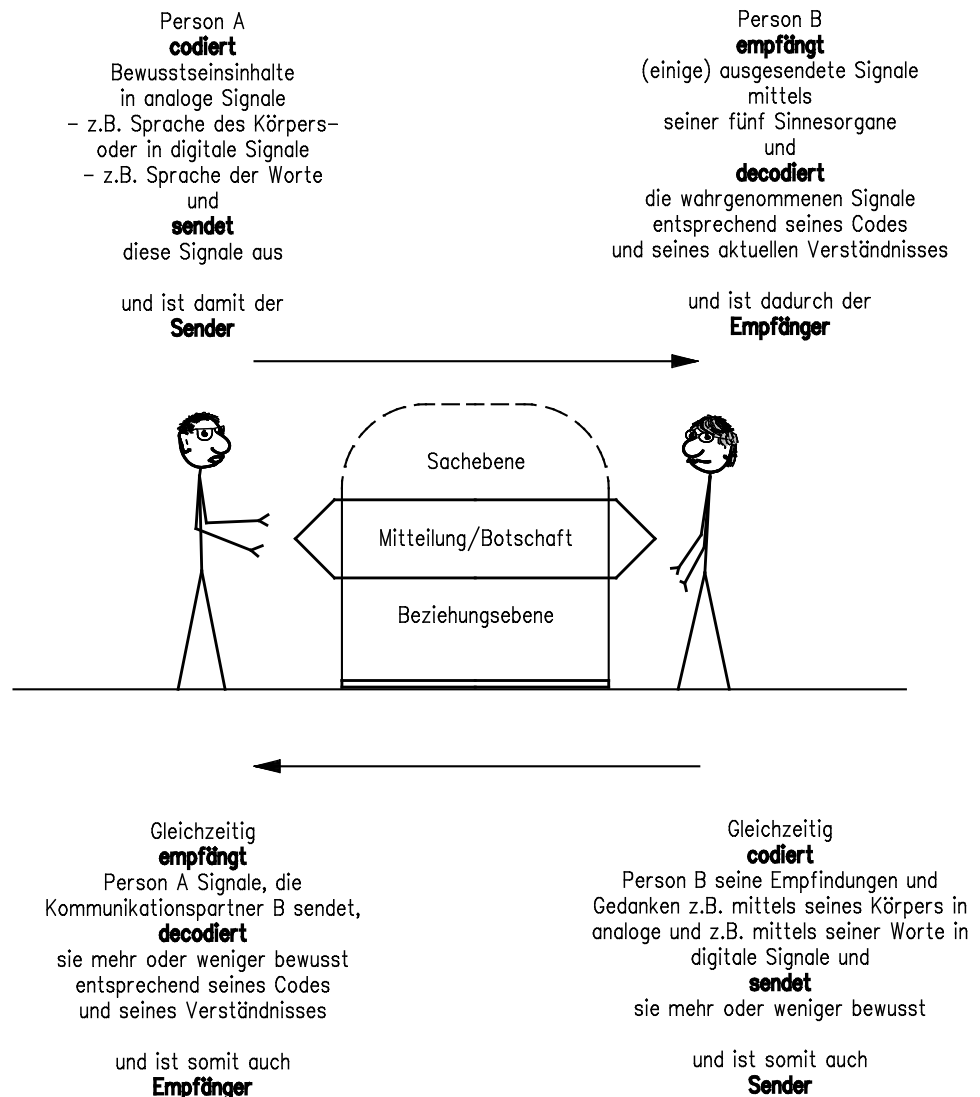 Person A
codiert
Bewusstseinsinhalte
in analoge Signale
- z.B. Sprache des Körpers-
oder in digitale Signale
- z.B. Sprache der Worte
und
sendet
diese Signale aus
und ist damit der
Sender
Person B
empfängt
(einige) ausgesendete Signale
mittels
seiner fünf Sinnesorgane
und
decodiert
die wahrgenommenen Signale
entsprechend seines Codes
und seines aktuellen Verständnisses
und ist dadurch der
Empfänger
Sachebene
Mitteilung/Botschaft
Beziehungsebene
Gleichzeitig
empfängt
Person A Signale, die
Kommunikationspartner B sendet,
decodiert
sie mehr oder weniger bewusst
entsprechend seines Codes
und seines Verständnisses
und ist somit auch
Empfänger
Gleichzeitig
codiert
Person B seine Empfindungen und
Gedanken z.B. mittels seines Körpers in
analoge und z.B. mittels seiner Worte in
digitale Signale und
sendet
sie mehr oder weniger bewusst
und ist somit auch
Sender